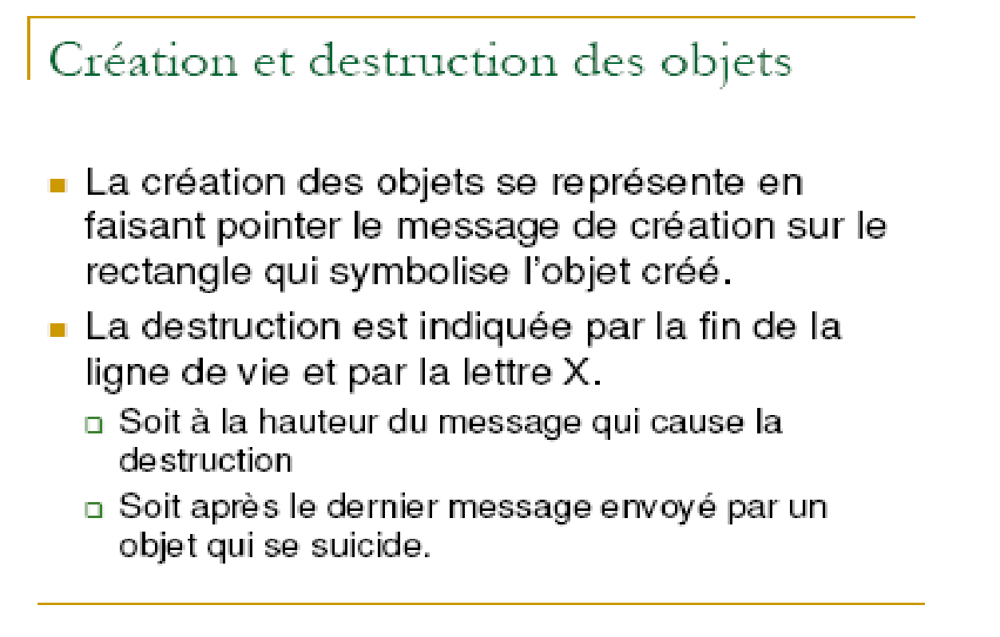 Création et destruction des objets
La création des objets se représente en
faisant pointer le message de création sur le
rectangle qui symbolise l'objet créé.
La destruction est indiquée par la fin de la
ligne de vie et par la lettre X.
Soit à la hauteur du message qui cause la
destruction
Soit après le dernier message envoyé par un
objet qui se suicide.